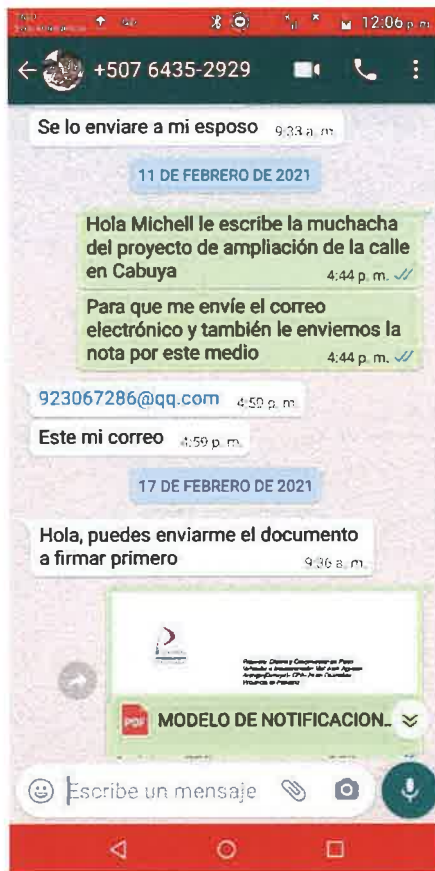 12:06 p. m.
+507 6435-2929
Se lo enviare a mi esposo 9:33 a. m.
11 DE FEBRERO DE 2021
Hola Michell le escribe la muchacha
del proyecto de ampliación de la calle
en Cabuya 4:44 p. m.
Para que me envíe el correo
electrónico y también le enviemos la
nota por este medio 4:44 p. m.
923067286@qq.com 4:59 p. m.
Este mi correo 4:59 p. m.
17 DE FEBRERO DE 2021
Hola, puedes enviarme el documento
a firmar primero 9:36 a. m.
PDF MODELO DE NOTIFICACION...
Escribe un mensaje